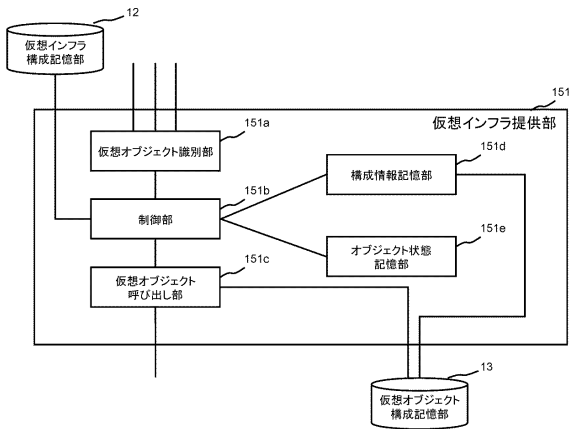 12
仮想インフラ
構成記憶部
151
仮想インフラ提供部
151a
仮想オブジェクト識別部
151d
構成情報記憶部
151b
制御部
151e
オブジェクト状態
記憶部
151c
仮想オブジェクト
呼び出し部
13
仮想オブジェクト
構成記憶部